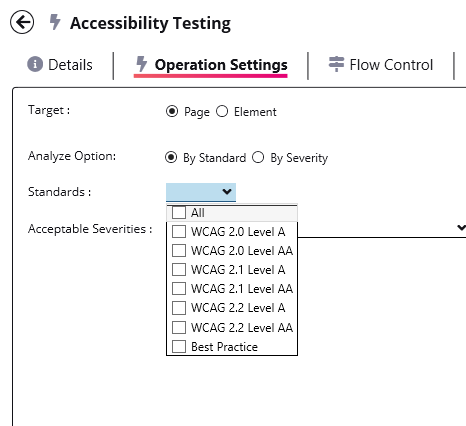 Accessibility Testing
Details
Operation Settings
Flow Control
Target :
Page
Element
Analyze Option:
By Standard
By Severity
Standards :
All
WCAG 2.0 Level A
Acceptable Severities :
WCAG 2.0 Level AA
WCAG 2.1 Level A
WCAG 2.1 Level AA
WCAG 2.2 Level A
WCAG 2.2 Level AA
Best Practice